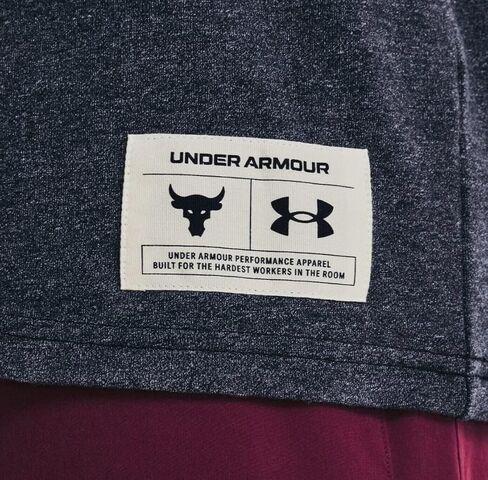 UNDER ARMOUR
UNDER ARMOUR PERFORMANCE APPAREL
BUILT FOR THE HARDEST WORKERS IN THE ROOM